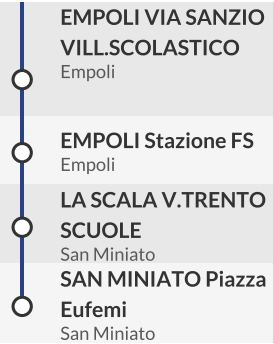 EMPOLI VIA SANZIO
VILL.SCOLASTICO
Empoli
EMPOLI Stazione FS
Empoli
LA SCALA V.TRENTO
SCUOLE
San Miniato
SAN MINIATO Piazza
Eufemi
San Miniato